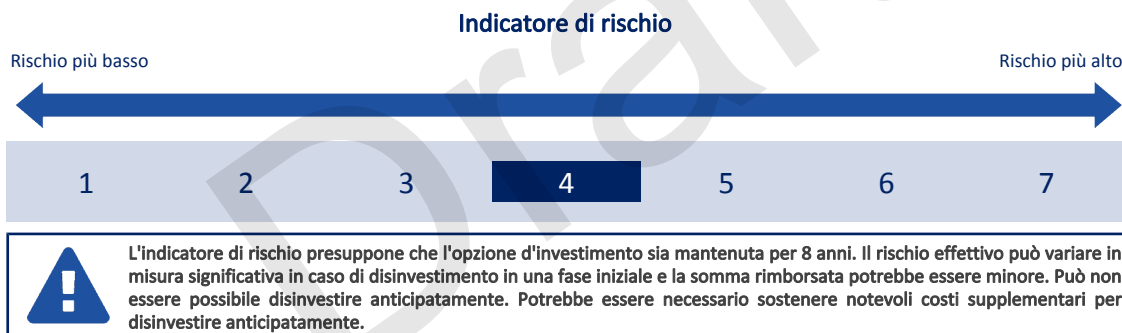 Indicatore di rischio
Rischio più basso
Rischio più alto
1 2 3 4 5 6 7
L'indicatore di rischio presuppone che l'opzione d'investimento sia mantenuta per 8 anni. Il rischio effettivo può variare in
misura significativa in caso di disinvestimento in una fase iniziale e la somma rimborsata potrebbe essere minore. Può non
essere possibile disinvestire anticipatamente. Potrebbe essere necessario sostenere notevoli costi supplementari per
disinvestire anticipatamente.